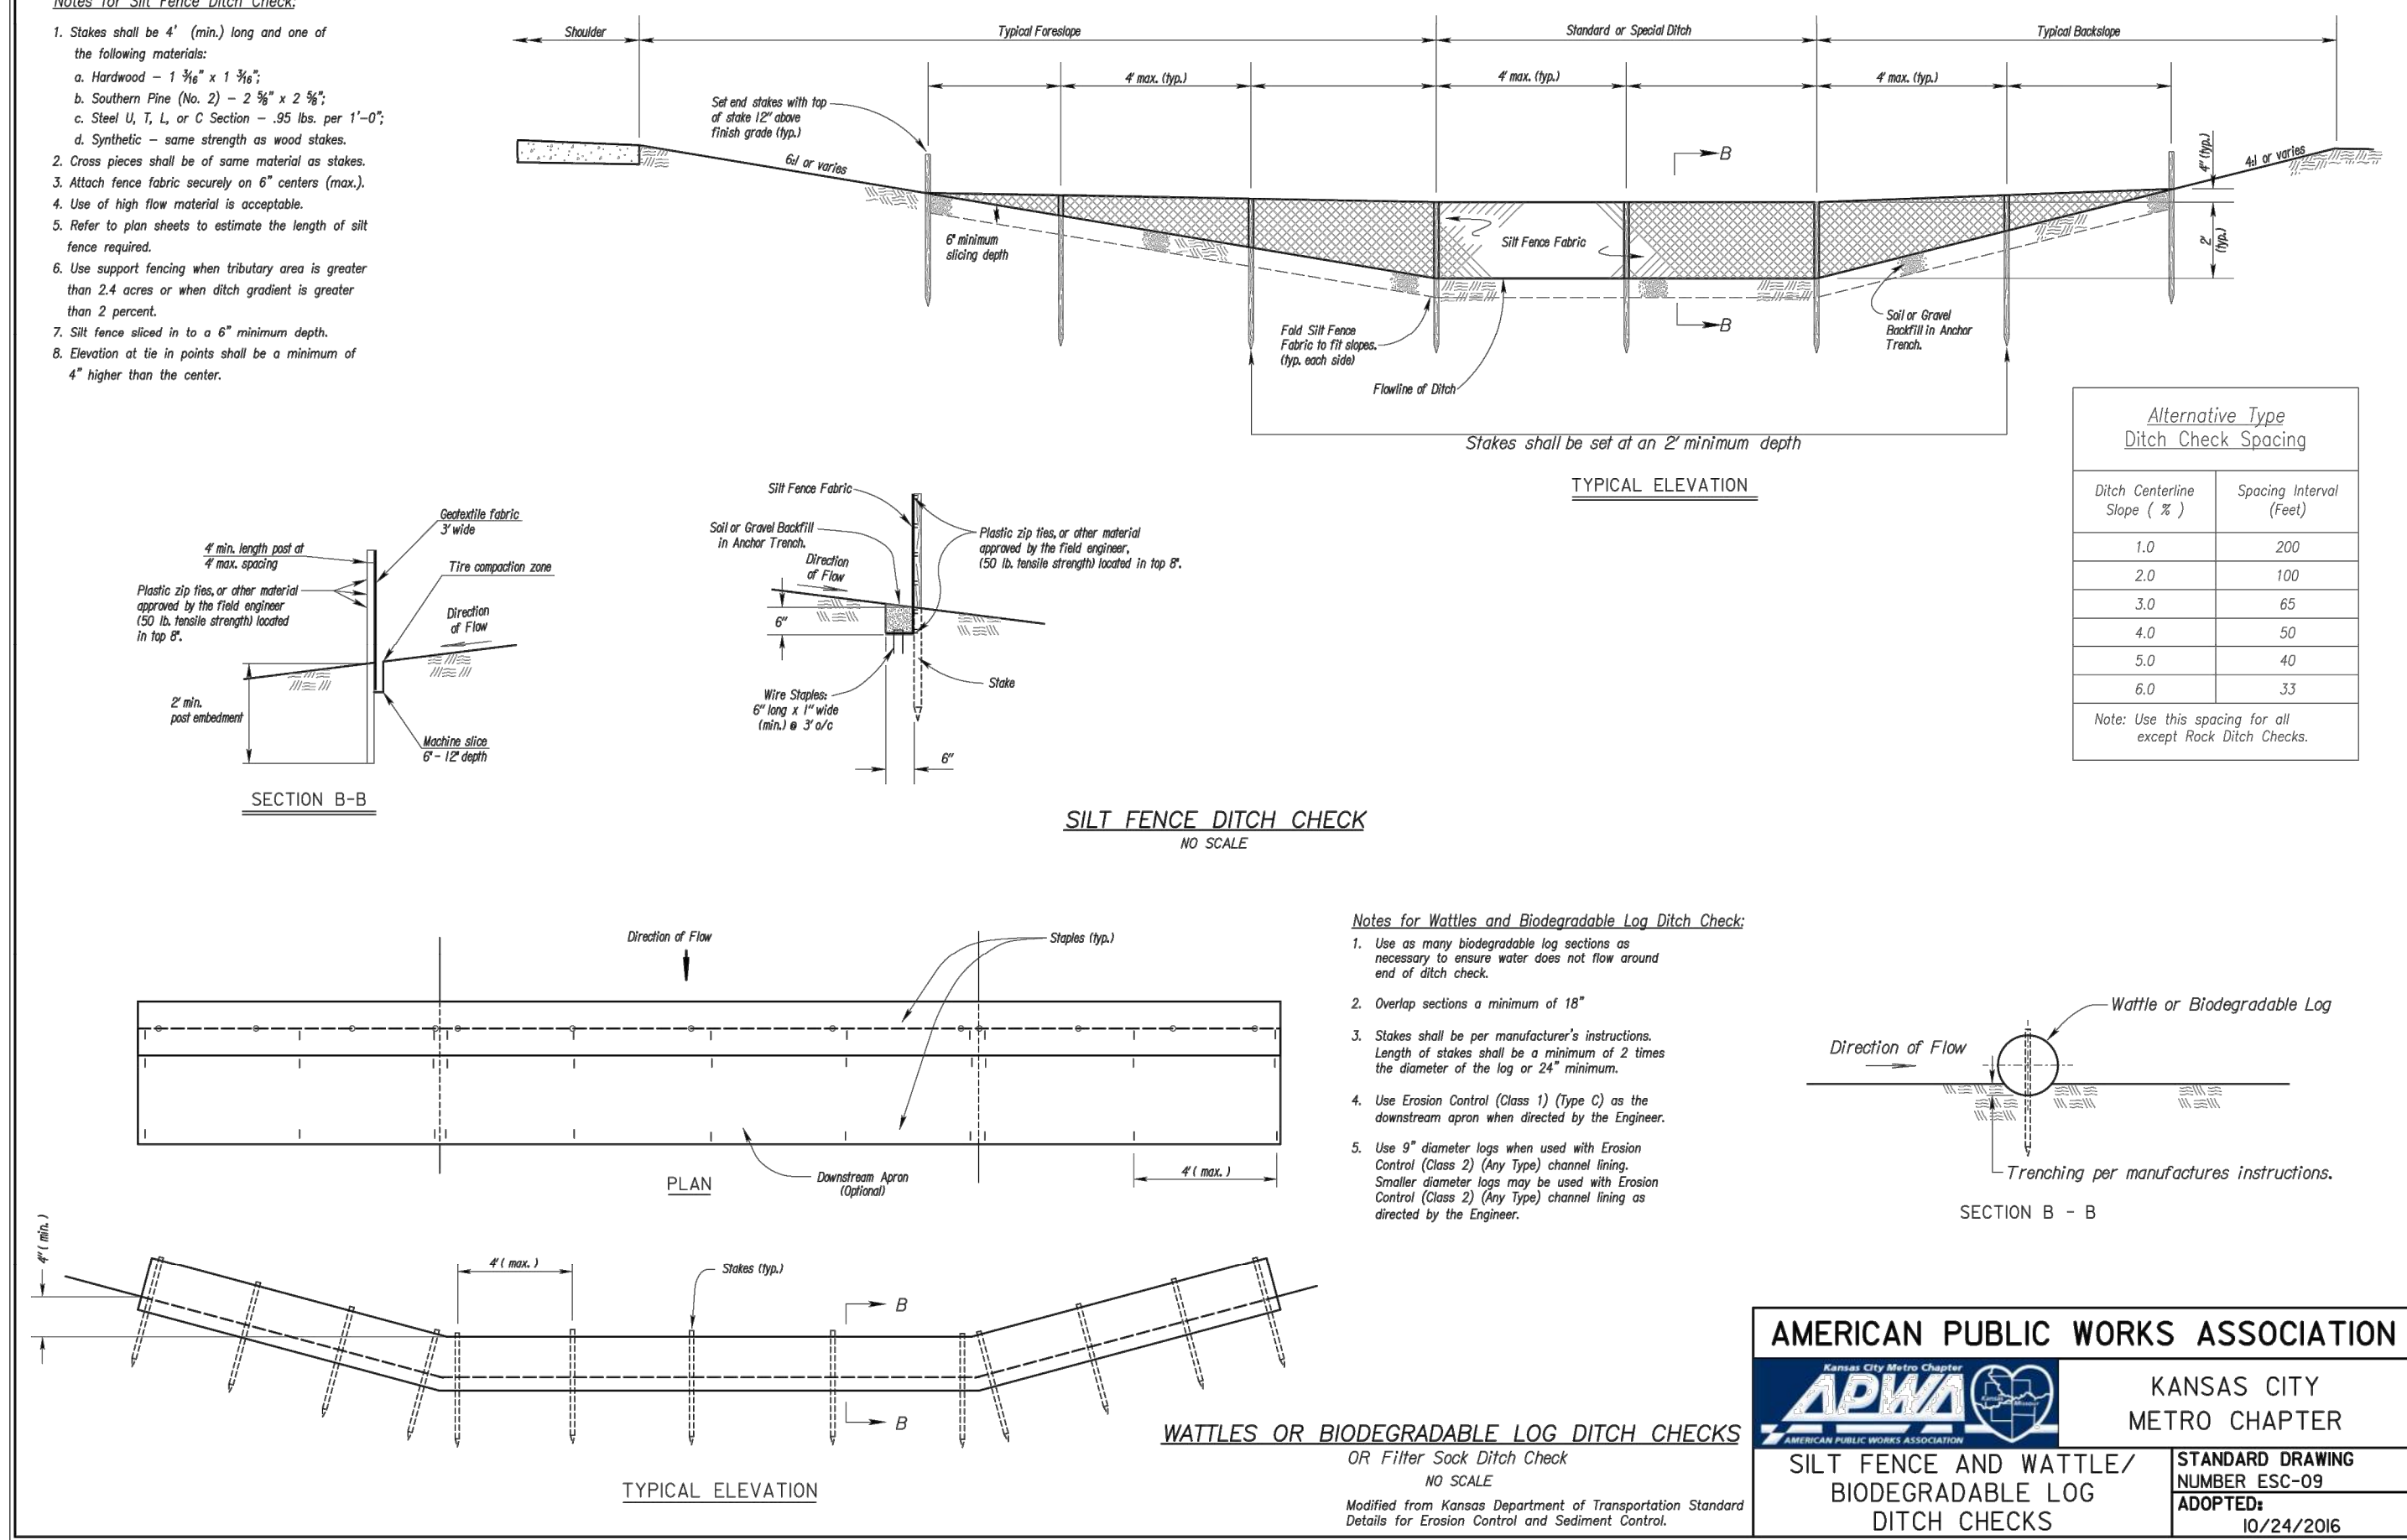 Notes for Silt Fence Ditch Check:
1. Stakes shall be 4' (min.) long and one of
the following materials:
a. Hardwood – 1 3/16" x 1 3/16";
b. Southern Pine (No. 2) – 2 5/8" x 2 5/8";
c. Steel U, T, L, or C Section – .95 lbs. per 1'-0";
d. Synthetic – same strength as wood stakes.
2. Cross pieces shall be of same material as stakes.
3. Attach fence fabric securely on 6" centers (max.).
4. Use of high flow material is acceptable.
5. Refer to plan sheets to estimate the length of silt
fence required.
6. Use support fencing when tributary area is greater
than 2.4 acres or when ditch gradient is greater
than 2 percent.
7. Silt fence sliced in to a 6" minimum depth.
8. Elevation at tie in points shall be a minimum of
4" higher than the center.
Shoulder
Typical Foreslope
Standard or Special Ditch
Typical Backslope
4' max. (typ.)
4' max. (typ.)
4' max. (typ.)
Set end stakes with top
of stake 12" above
finish grade (typ.)
6:1 or varies
B
4" (typ.)
4:1 or varies
6" minimum
slicing depth
Silt Fence Fabric
2'
(typ.)
B
Fold Silt Fence
Fabric to fit slopes.
(typ. each side)
Soil or Gravel
Backfill in Anchor
Trench.
Flowline of Ditch
Stakes shall be set at an 2' minimum depth
TYPICAL ELEVATION
Alternative Type
Ditch Check Spacing
Ditch Centerline
Slope ( % )
Spacing Interval
(Feet)
1.0 200
2.0 100
3.0 65
4.0 50
5.0 40
6.0 33
Note: Use this spacing for all
except Rock Ditch Checks.
Geotextile fabric
3' wide
4' min. length post at
4' max. spacing
Tire compaction zone
Plastic zip ties, or other material
approved by the field engineer
(50 lb. tensile strength) located
in top 8".
Direction
of Flow
2' min.
post embedment
Machine slice
6" - 12" depth
SECTION B-B
Silt Fence Fabric
Soil or Gravel Backfill
in Anchor Trench.
Direction
of Flow
Plastic zip ties, or other material
approved by the field engineer,
(50 lb. tensile strength) located in top 8".
6"
Stake
Wire Staples:
6" long x 1" wide
(min.) @ 3' o/c
6"
SILT FENCE DITCH CHECK
NO SCALE
Direction of Flow
Staples (typ.)
PLAN
Downstream Apron
(Optional)
4' ( max. )
4" ( min. )
4' ( max. )
Stakes (typ.)
B
B
TYPICAL ELEVATION
Notes for Wattles and Biodegradable Log Ditch Check:
1. Use as many biodegradable log sections as
necessary to ensure water does not flow around
end of ditch check.
2. Overlap sections a minimum of 18"
3. Stakes shall be per manufacturer's instructions.
Length of stakes shall be a minimum of 2 times
the diameter of the log or 24" minimum.
4. Use Erosion Control (Class 1) (Type C) as the
downstream apron when directed by the Engineer.
5. Use 9" diameter logs when used with Erosion
Control (Class 2) (Any Type) channel lining.
Smaller diameter logs may be used with Erosion
Control (Class 2) (Any Type) channel lining as
directed by the Engineer.
Wattle or Biodegradable Log
Direction of Flow
Trenching per manufactures instructions.
SECTION B - B
WATTLES OR BIODEGRADABLE LOG DITCH CHECKS
OR Filter Sock Ditch Check
NO SCALE
Modified from Kansas Department of Transportation Standard
Details for Erosion Control and Sediment Control.
AMERICAN PUBLIC WORKS ASSOCIATION
Kansas City Metro Chapter
APWA
AMERICAN PUBLIC WORKS ASSOCIATION
KANSAS CITY
METRO CHAPTER
SILT FENCE AND WATTLE/
BIODEGRADABLE LOG
DITCH CHECKS
STANDARD DRAWING
NUMBER ESC-09
ADOPTED:
10/24/2016